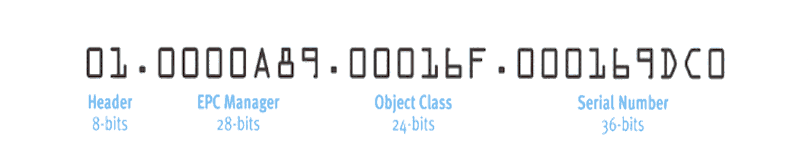 01.0000A89.00016F.000169DC0
Header EPC Manager Object Class Serial Number
8-bits 28-bits 24-bits 36-bits